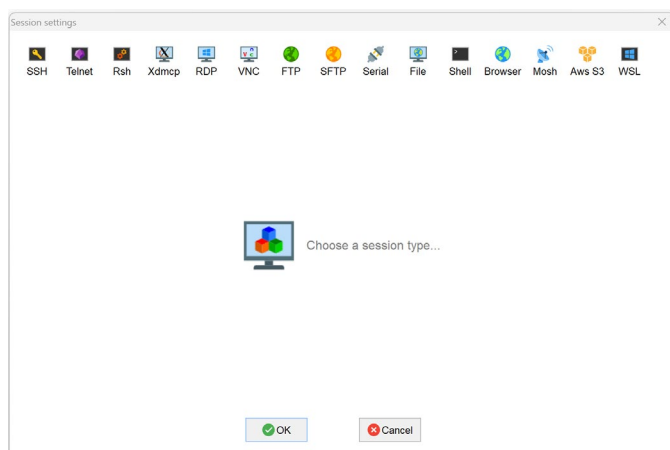 Session settings
SSH Telnet Rsh Xdmcp RDP VNC FTP SFTP Serial File Shell Browser Mosh Aws S3 WSL
Choose a session type...
OK Cancel